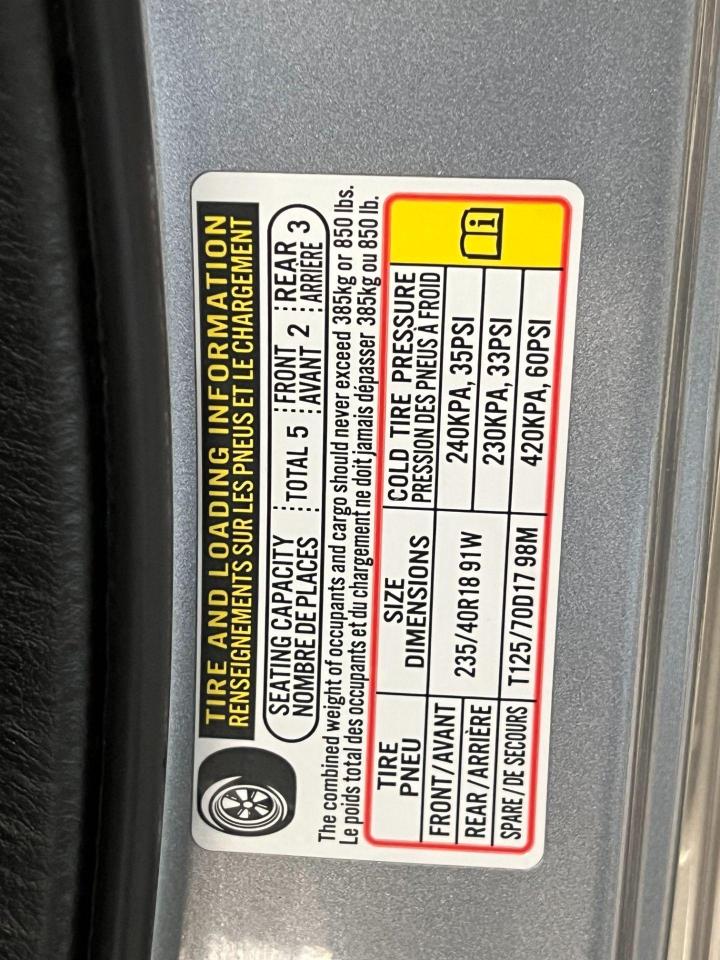 TIRE AND LOADING INFORMATION
RENSEIGNEMENTS SUR LES PNEUS ET LE CHARGEMENT
SEATING CAPACITY TOTAL 5 FRONT 2 REAR 3
NOMBRE DE PLACES AVANT ARRIÈRE
The combined weight of occupants and cargo should never exceed 385kg or 850 lbs.
Le poids total des occupants et du chargement ne doit jamais dépasser 385kg ou 850 lb.
TIRE SIZE COLD TIRE PRESSURE
PNEU DIMENSIONS PRESSION DES PNEUS À FROID
FRONT/AVANT 235/40R18 91W 240KPA, 35PSI
REAR/ARRIÈRE 230KPA, 33PSI
SPARE/DE SECOURS T125/70D17 98M 420KPA, 60PSI